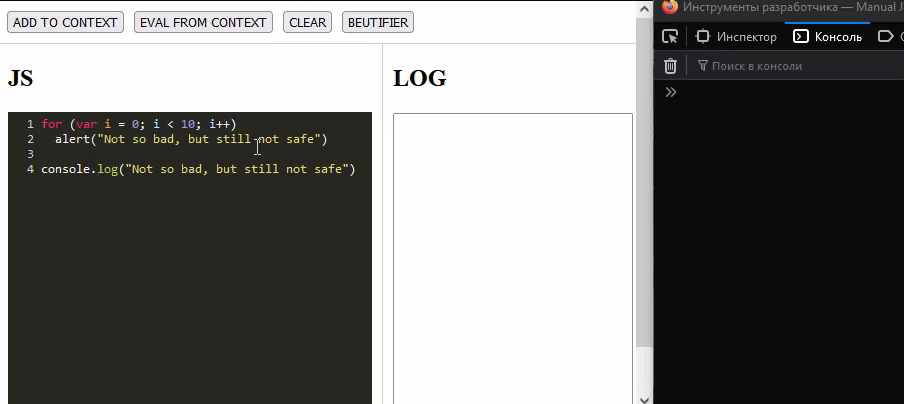 ADD TO CONTEXT EVAL FROM CONTEXT CLEAR BEUTIFIER
JS
1 for (var i = 0; i < 10; i++)
2 alert("Not so bad, but still not safe")
3
4 console.log("Not so bad, but still not safe")
LOG
Инструменты разработчика — Manual
Инспектор Консоль
Поиск в консоли